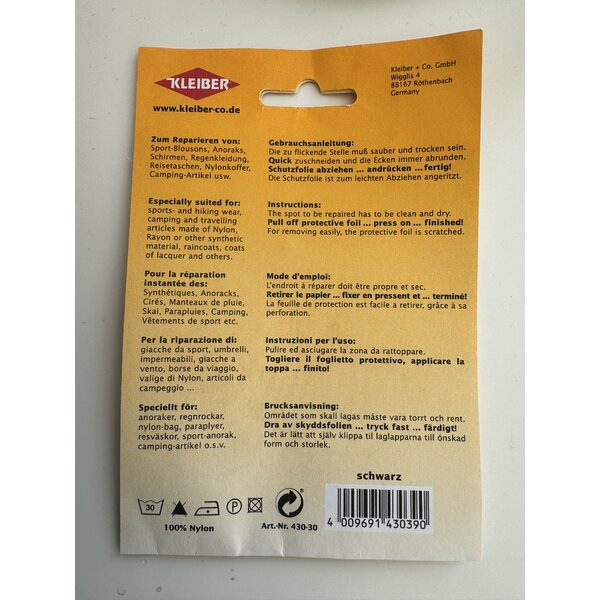 KLEIBER
www.kleiber-co.de
Kleiber + Co. GmbH
Wigglis 4
88167 Röthenbach
Germany
Zum Reparieren von:
Sport-Blousons, Anoraks,
Schirmen, Regenkleidung,
Reisetaschen, Nylonkoffer,
Camping-Artikel usw.
Gebrauchsanleitung:
Die zu flickende Stelle muß sauber und trocken sein.
Quick zuschneiden und die Ecken immer abrunden.
Schutzfolie abziehen ... andrücken ... fertig!
Die Schutzfolie ist zum leichten Abziehen angeritzt.
Especially suited for:
sports- and hiking wear,
camping and travelling
articles made of Nylon,
Rayon or other synthetic
material, raincoats, coats
of lacquer and others.
Instructions:
The spot to be repaired has to be clean and dry.
Pull off protective foil ... press on ... finished!
For removing easily, the protective foil is scratched.
Pour la réparation
instantée des:
Synthétiques, Anoracks,
Cirés, Manteaux de pluie,
Skai, Parapluies, Camping,
Vêtements de sport etc.
Mode d'emploi:
L'endroit à réparer doit être propre et sec.
Retirer le papier ... fixer en pressent et ... terminé!
La feuille de protection est facile a retirer, grâce à sa
perforation.
Per la riparazione di:
giacche da sport, umbrelli,
impermeabili, giacche a
vento, borse da viaggio,
valige di Nylon, articoli da
campeggio ...
Instruzioni per l'uso:
Pulire ed asciugare la zona da rattoppare.
Togliere il foglietto protettivo, applicare la
toppa ... finito!
Speciellt för:
anoraker, regnrockar,
nylon-bag, paraplyer,
resväskor, sport-anorak,
camping-artikel o.s.v.
Brucksanvisning:
Området som skall lagas måste vara torrt och rent.
Dra av skyddsfolien ... tryck fast ... färdigt!
Det är lätt att själv klippa til laglapparna till önskad
form och storlek.
schwarz
30
P
100% Nylon
Art.-Nr. 430-30
4 009691 430390